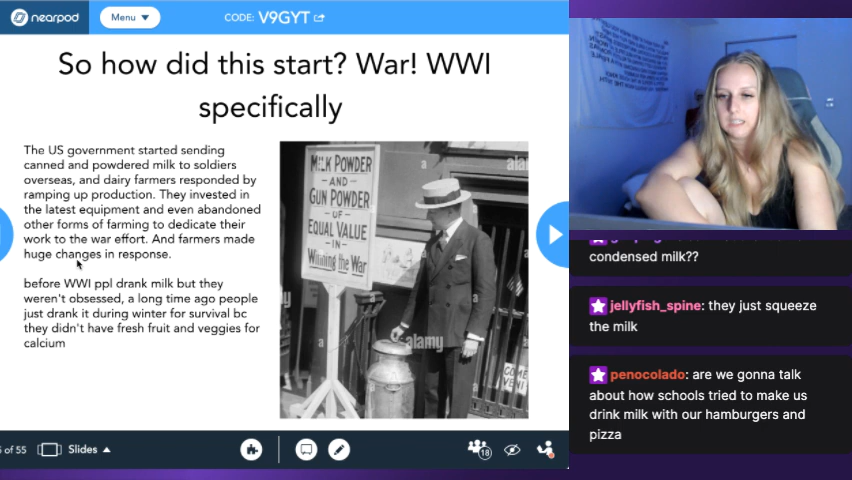 nearpod
Menu
CODE: V9GYT
So how did this start? War! WWI
specifically
The US government started sending
canned and powdered milk to soldiers
overseas, and dairy farmers responded by
ramping up production. They invested in
the latest equipment and even abandoned
other forms of farming to dedicate their
work to the war effort. And farmers made
huge changes in response.
before WWI ppl drank milk but they
weren't obsessed, a long time ago people
just drank it during winter for survival bc
they didn't have fresh fruit and veggies for
calcium
MILK POWDER
AND
GUN POWDER
OF
EQUAL VALUE
IN
Winning the War
alamy
of 55
Slides
18
condensed milk??
jellyfish_spine: they just squeeze
the milk
penocolado: are we gonna talk
about how schools tried to make us
drink milk with our hamburgers and
pizza